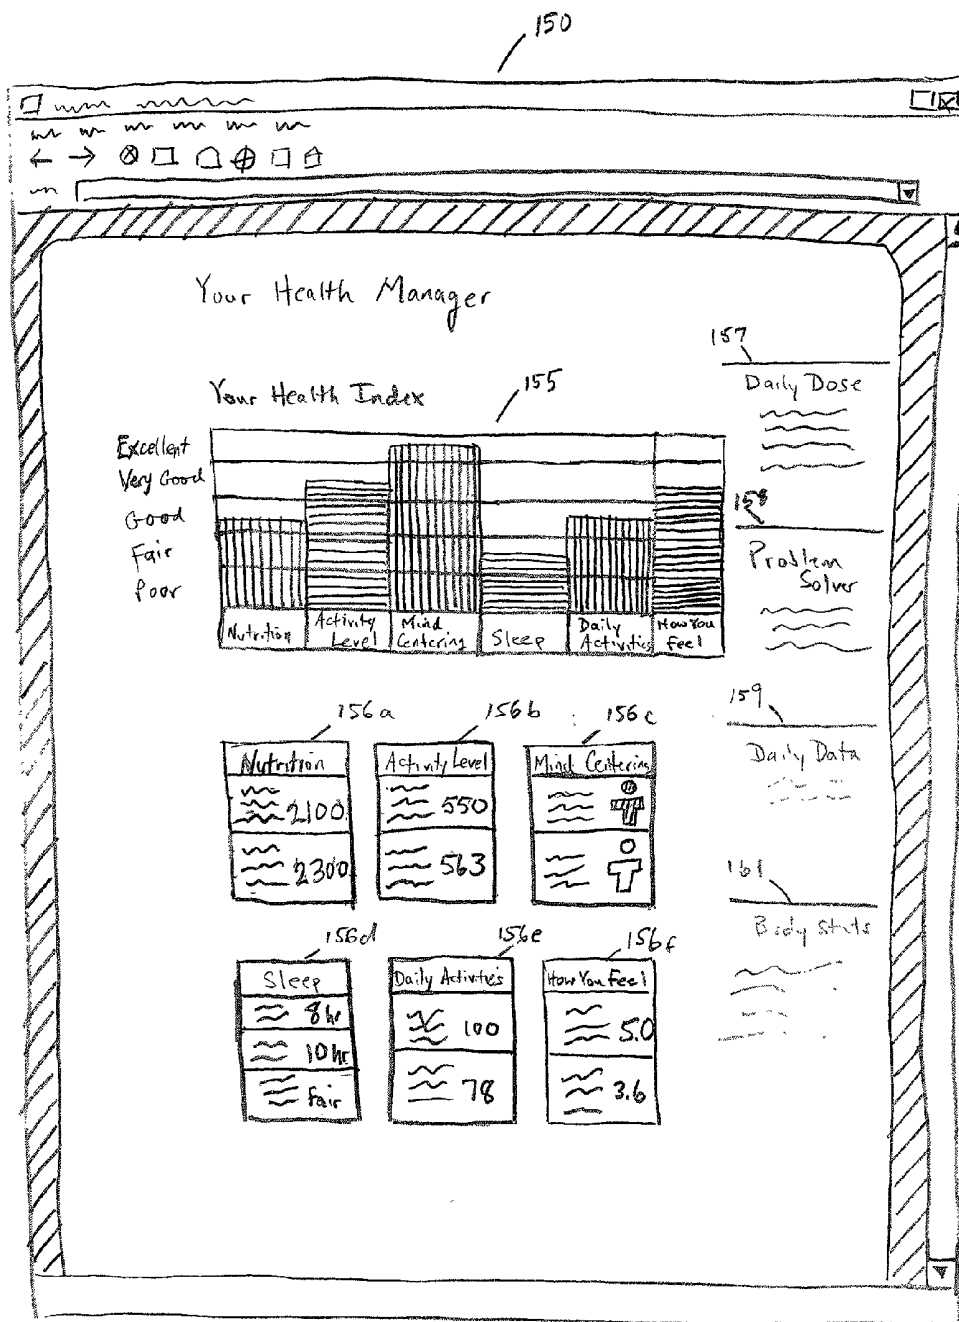 150
Your Health Manager
157
Daily Dose
Your Health Index
155
Excellent
Very Good
Good
Fair
Poor
158
Problem
Solver
Nutrition
Activity
Level
Mind
Centering
Sleep
Daily
Activities
How You
Feel
156a
156b
156c
159
Nutrition
Activity Level
Mind Centering
Daily Data
2100
550
2300
563
161
156d
156e
156f
Body Stats
Sleep
Daily Activities
How You Feel
8hr
100
5.0
10hr
Fair
78
3.6